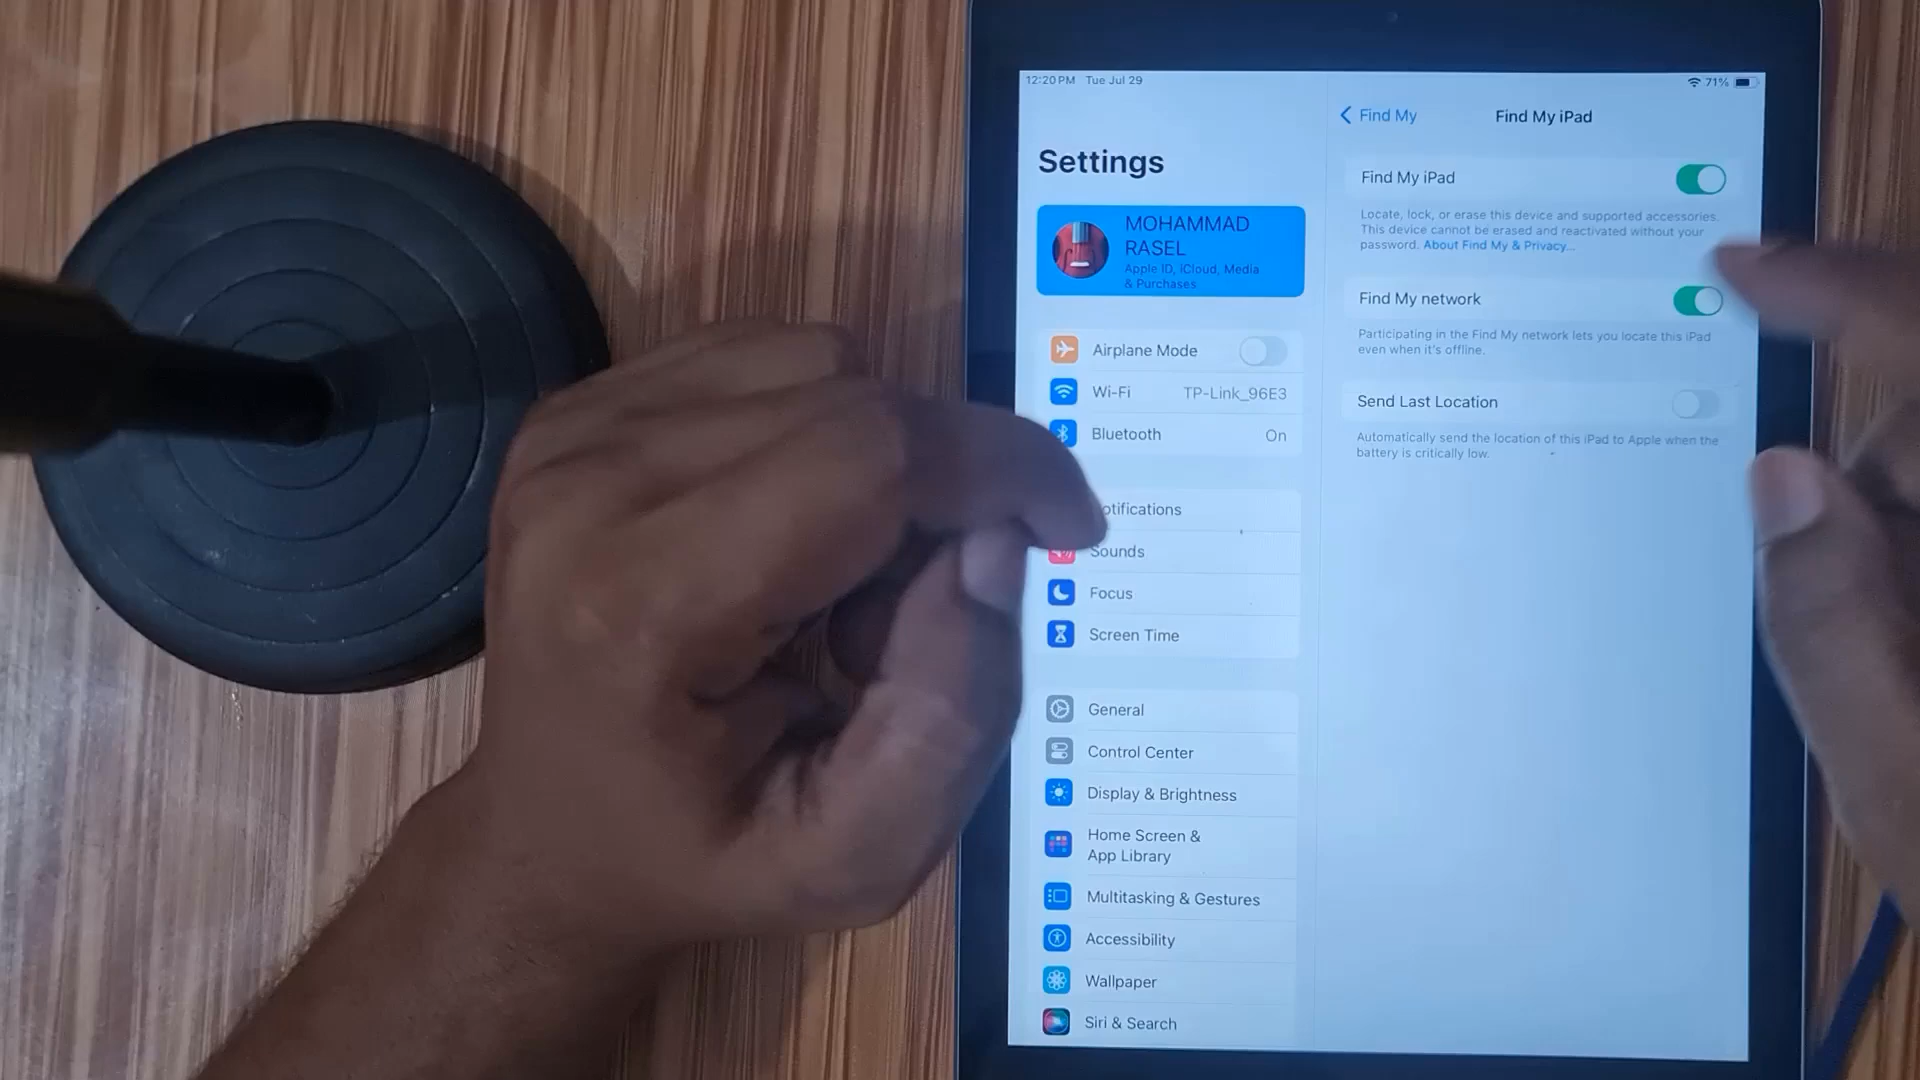 12:20 PM Tue Jul 29
71%
Settings
MOHAMMAD
RASEL
Apple ID, iCloud, Media
& Purchases
Airplane Mode
Wi-Fi TP-Link_96E3
Bluetooth On
otifications
Sounds
Focus
Screen Time
General
Control Center
Display & Brightness
Home Screen &
App Library
Multitasking & Gestures
Accessibility
Wallpaper
Siri & Search
Find My Find My iPad
Find My iPad
Locate, lock, or erase this device and supported accessories.
This device cannot be erased and reactivated without your
password. About Find My & Privacy...
Find My network
Participating in the Find My network lets you locate this iPad
even when it's offline.
Send Last Location
Automatically send the location of this iPad to Apple when the
battery is critically low.